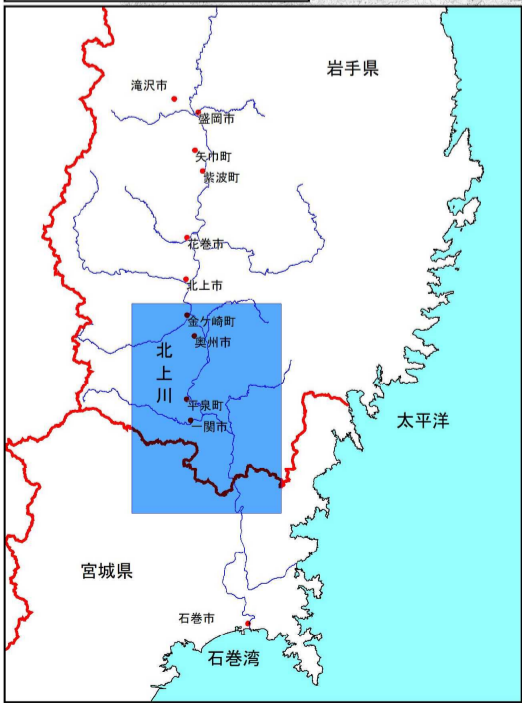 岩手県
滝沢市
盛岡市
矢巾町
紫波町
花巻市
北上市
金ケ崎町
奥州市
北上川
平泉町
一関市
太平洋
宮城県
石巻市
石巻湾